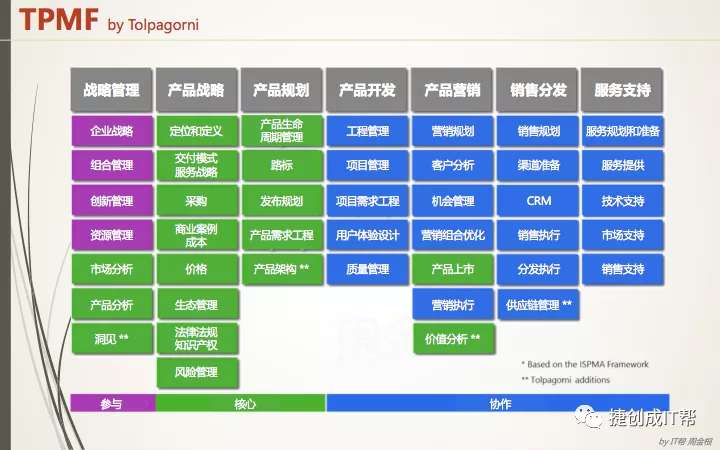 TPMF by Tolpagorni
战略管理 产品战略 产品规划 产品开发 产品营销 销售分发 服务支持
企业战略 定位和定义 产品生命
周期管理 工程管理 营销规划 销售规划 服务规划和准备
组合管理 交付模式
服务战略 路标 项目管理 客户分析 渠道准备 服务提供
创新管理 采购 发布规划 项目需求工程 机会管理 CRM 技术支持
资源管理 商业案例
成本 产品需求工程 用户体验设计 营销组合优化 销售执行 市场支持
市场分析 价格 产品架构 ** 质量管理 产品上市 分发执行 销售支持
产品分析 生态管理 营销执行 供应链管理 **
洞见 ** 法律法规
知识产权 价值分析 **
风险管理
* Based on the ISPMA Framework
** Tolpagorni additions
参与 核心 协作
捷创成IT帮
by IT帮 周金根